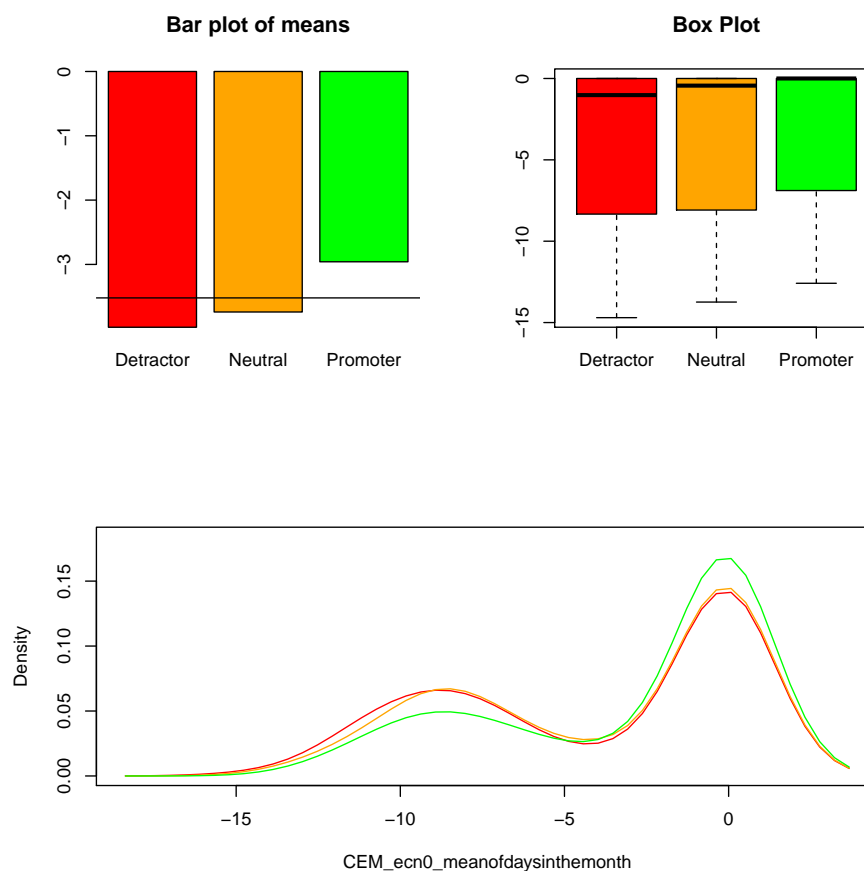 Bar plot of means
0
−1
−2
−3
Detractor Neutral Promoter
Box Plot
0
−5
−10
−15
Detractor Neutral Promoter
Density
0.15
0.10
0.05
0.00
−15 −10 −5 0
CEM_ecn0_meanofdaysinthemonth